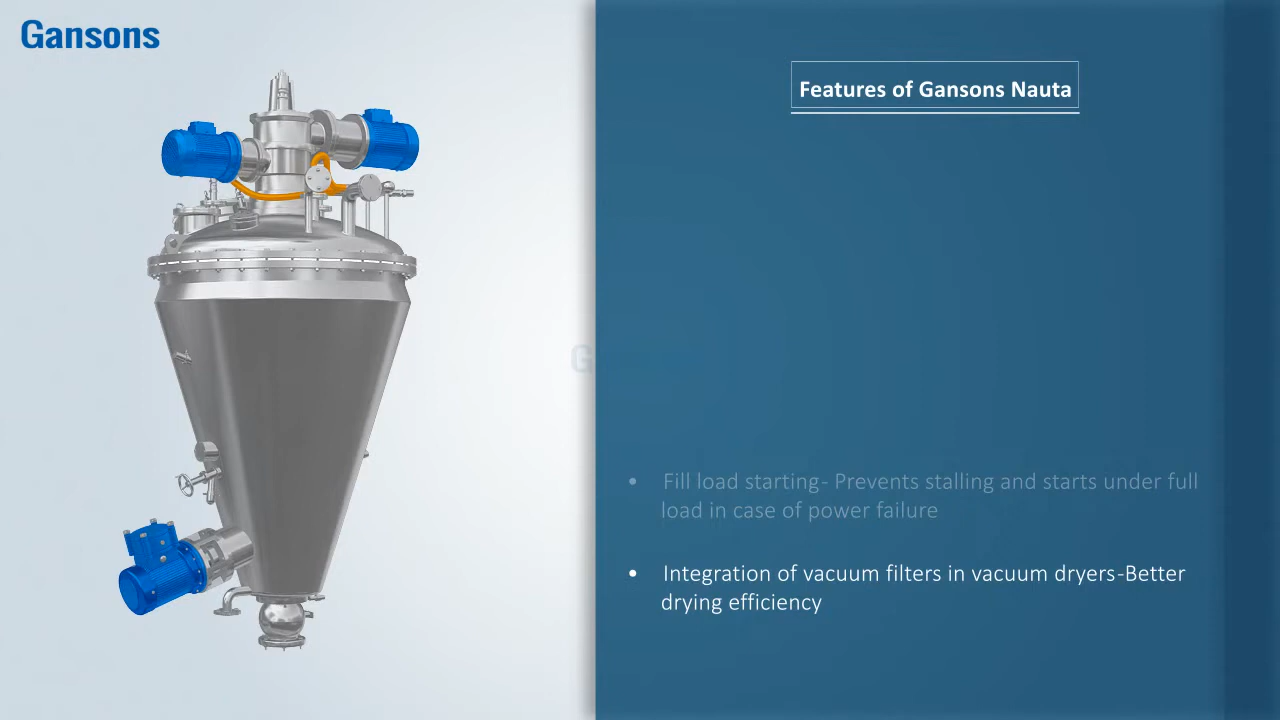 Gansons
Features of Gansons Nauta
• Fill load starting- Prevents stalling and starts under full
load in case of power failure
• Integration of vacuum filters in vacuum dryers-Better
drying efficiency